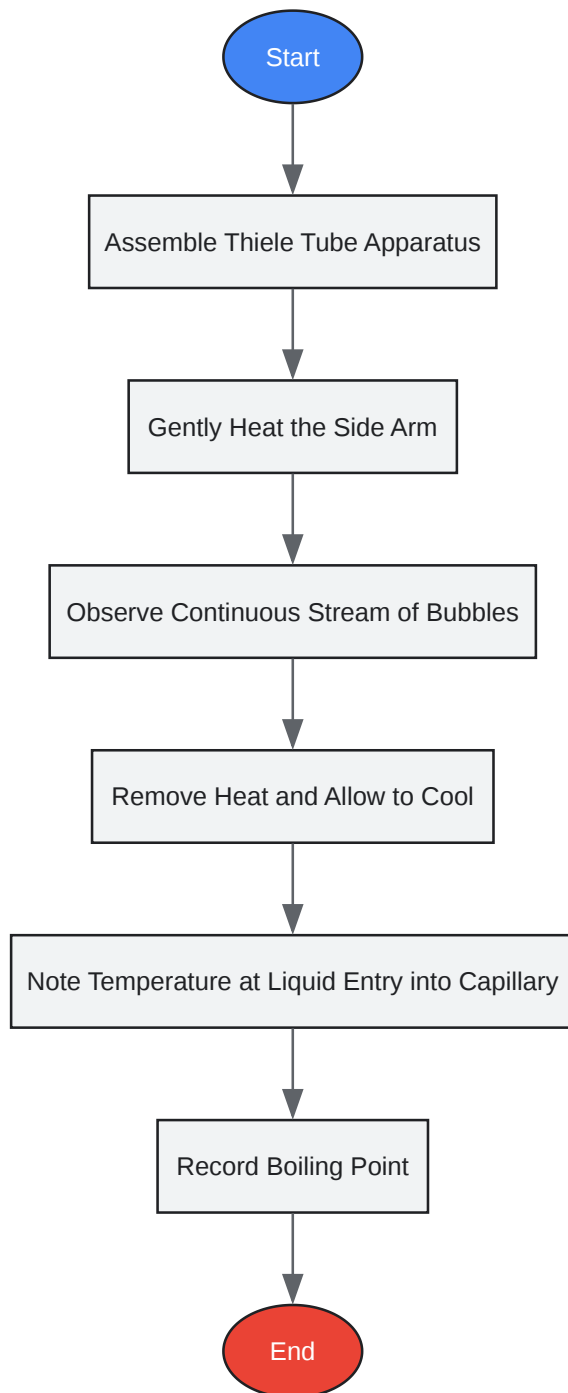 Start
Assemble Thiele Tube Apparatus
Gently Heat the Side Arm
Observe Continuous Stream of Bubbles
Remove Heat and Allow to Cool
Note Temperature at Liquid Entry into Capillary
Record Boiling Point
End